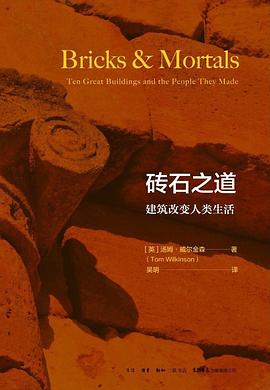 Bricks & Mortals
Ten Great Buildings and the People They Made
砖石之道
建筑改变人类生活
[英]汤姆·威尔金森 著
(Tom Wilkinson)
吴明 译